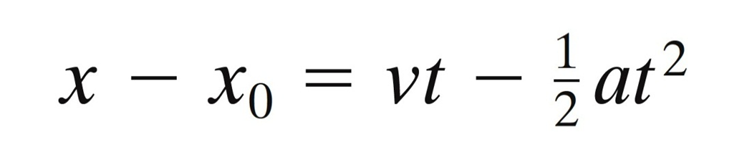 x − x₀ = vt − ½at²